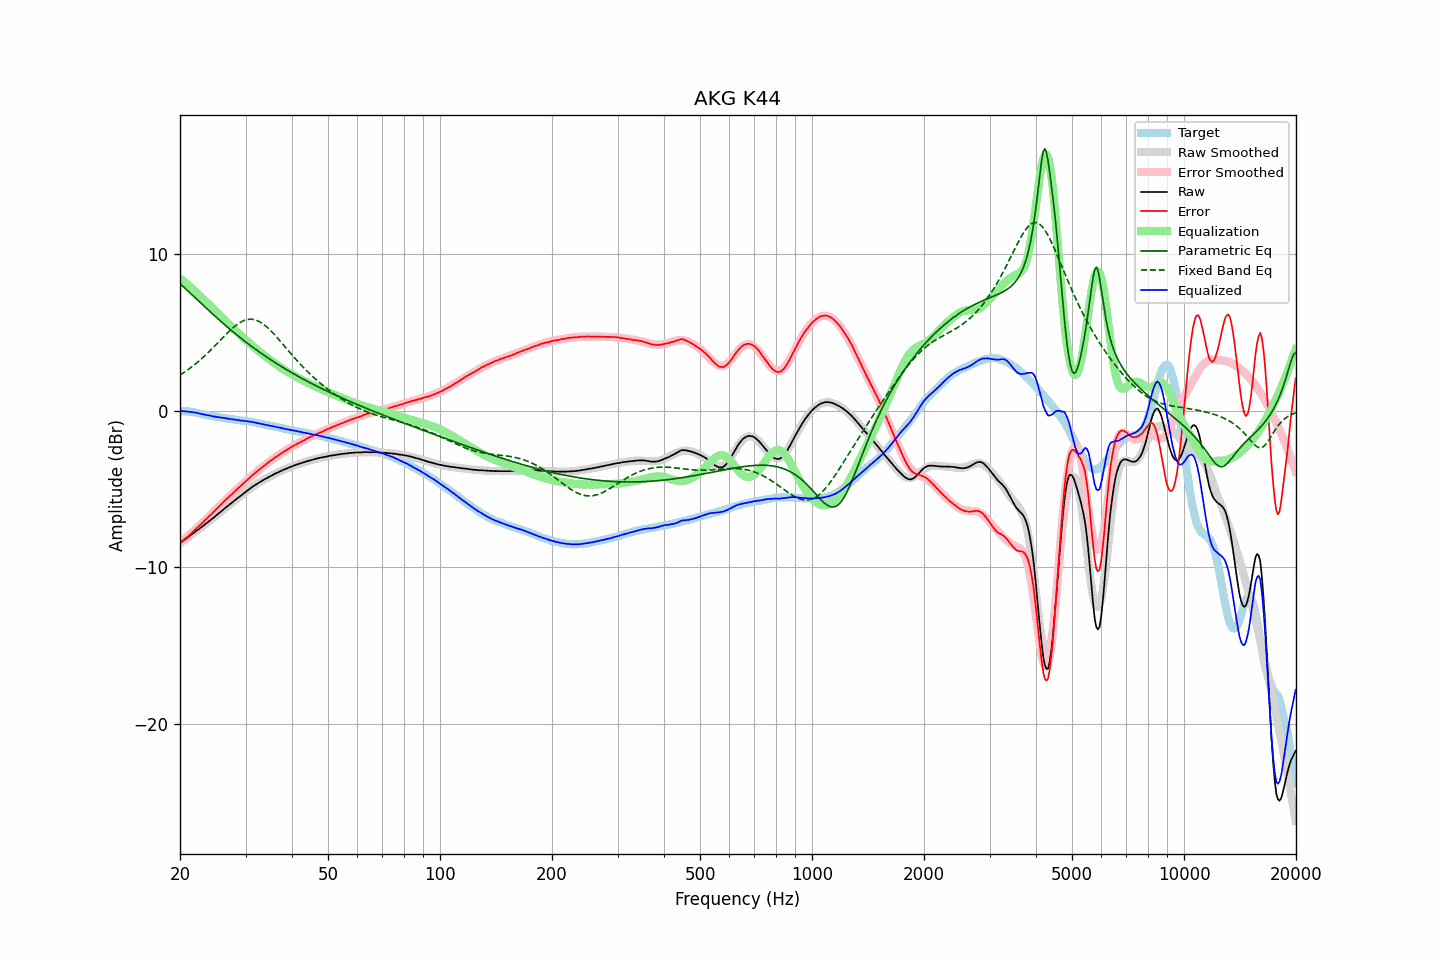 AKG K44
Amplitude (dBr)
10
0
−10
−20
20
50
100
200
500
1000
2000
5000
10000
20000
Frequency (Hz)
Target
Raw Smoothed
Error Smoothed
Raw
Error
Equalization
Parametric Eq
Fixed Band Eq
Equalized